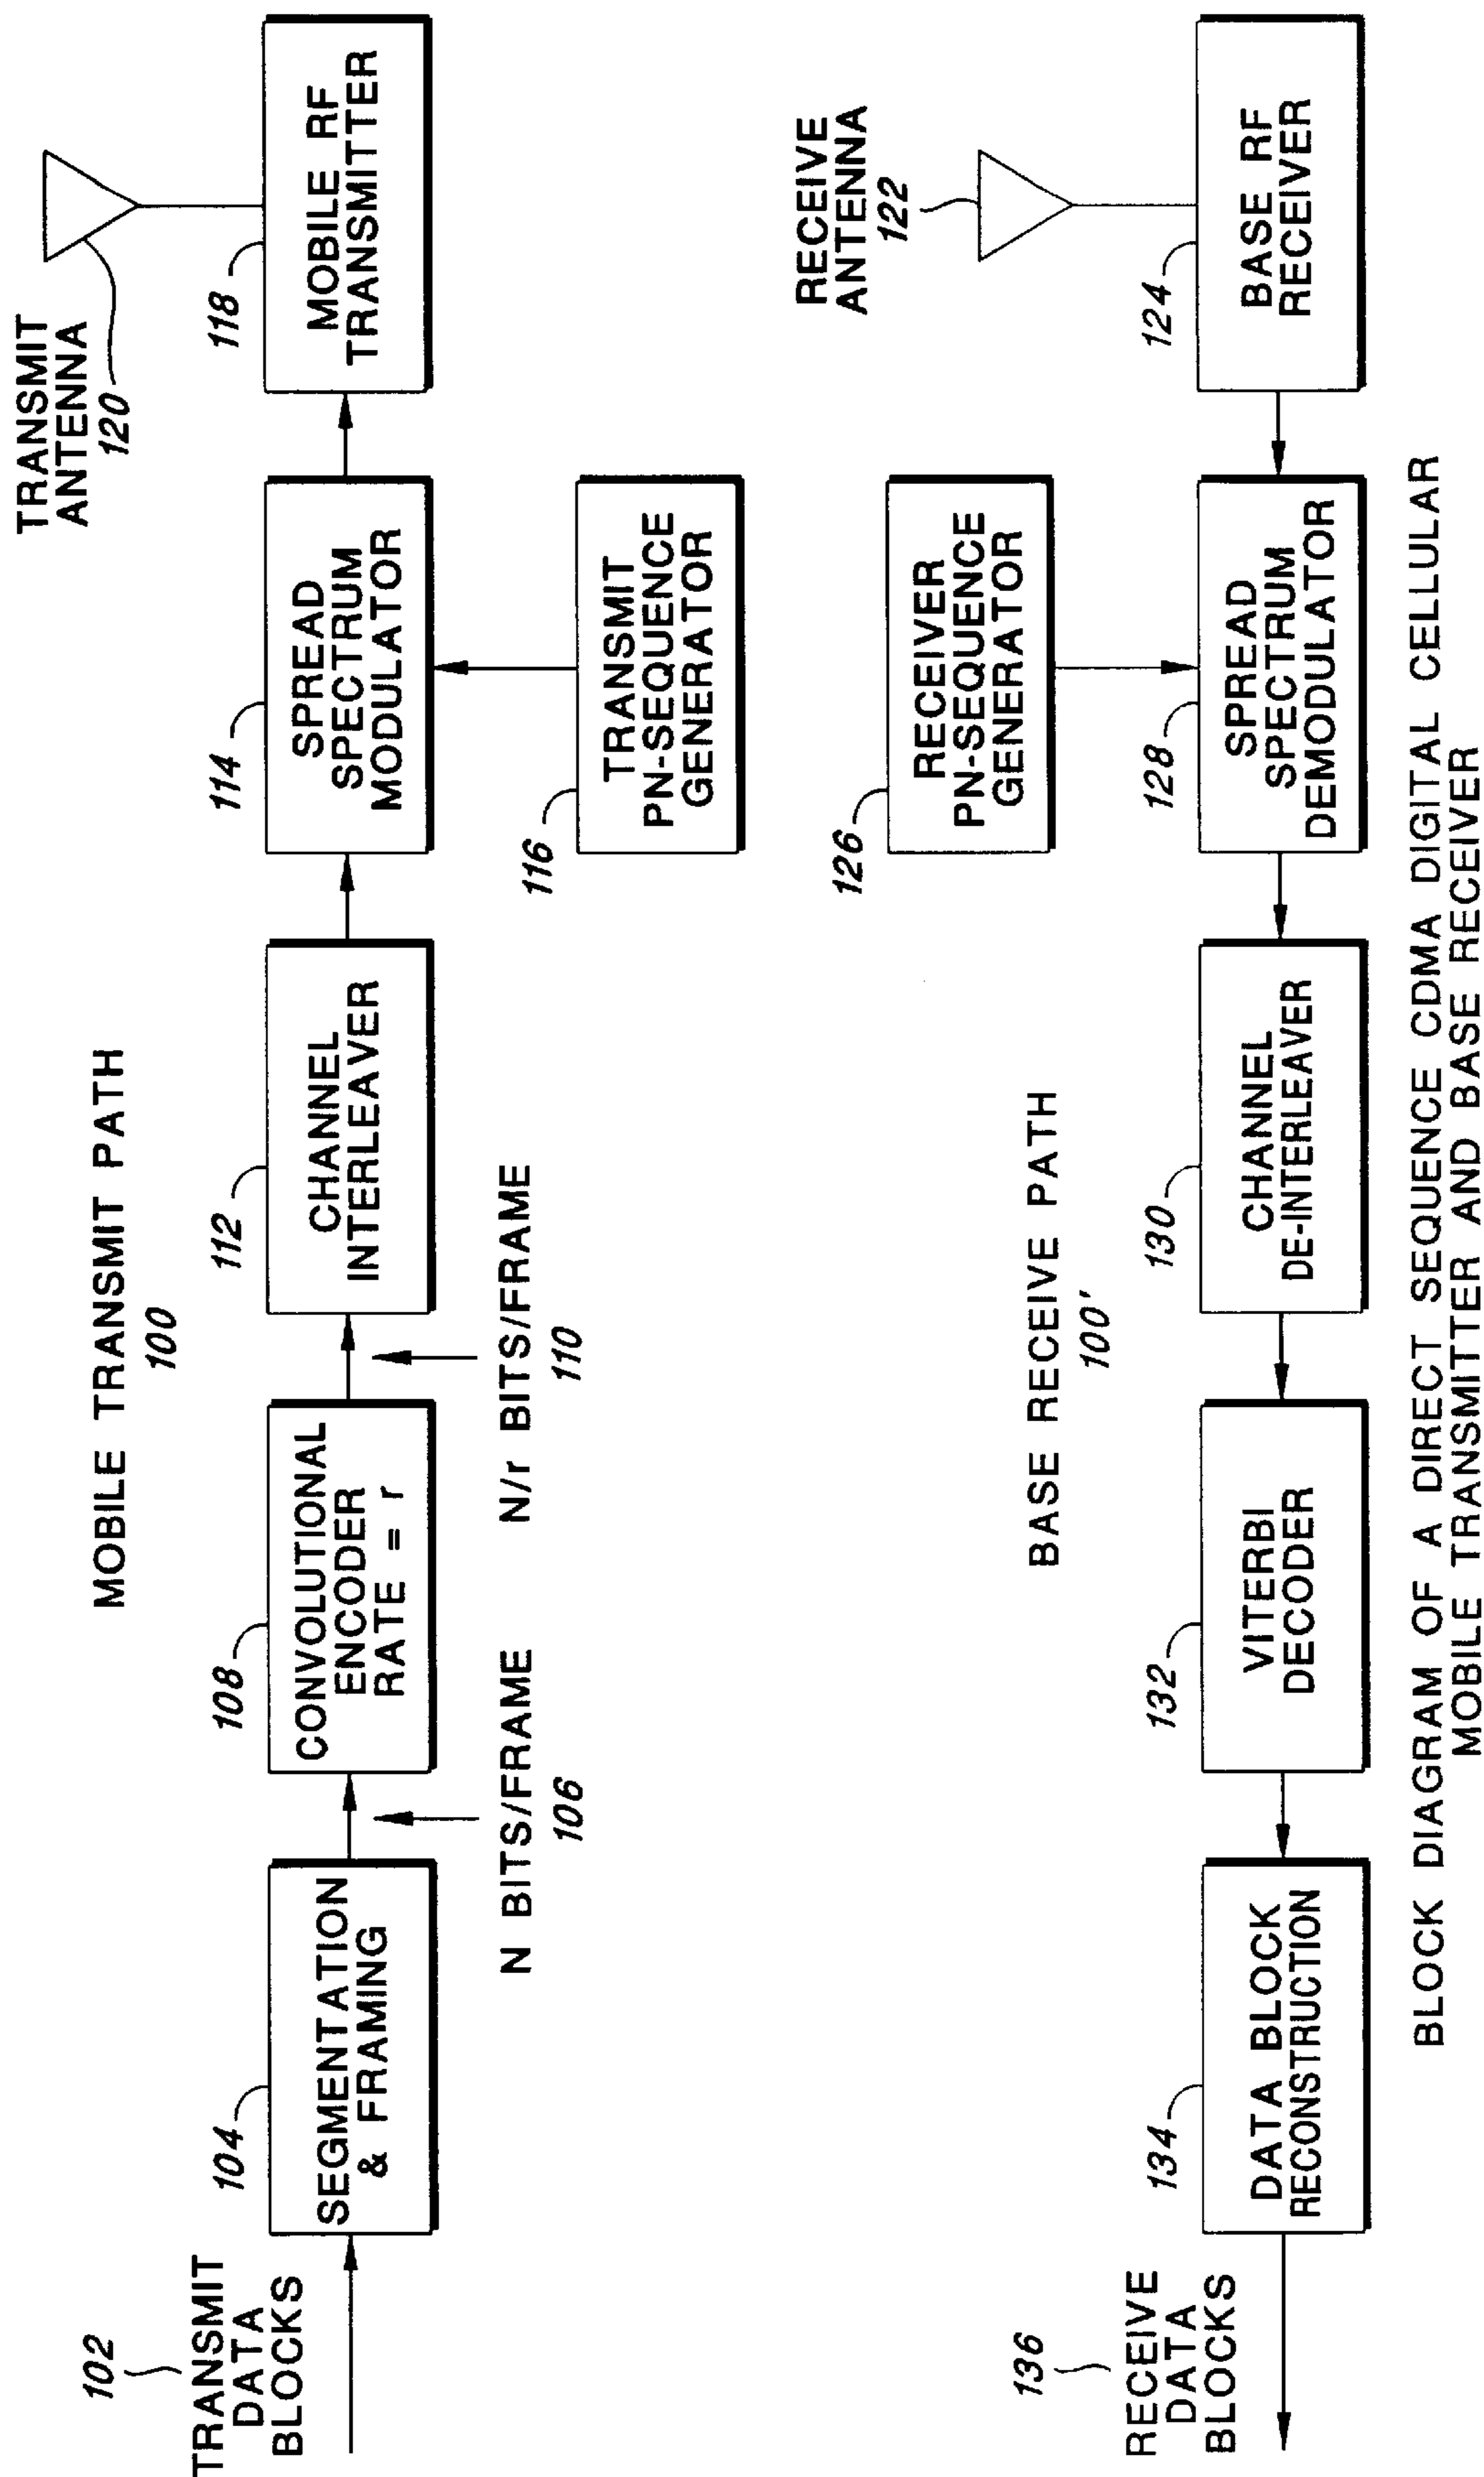 MOBILE TRANSMIT PATH
100
TRANSMIT
ANTENNA
120
102
TRANSMIT
DATA
BLOCKS
104
SEGMENTATION
& FRAMING
N BITS/FRAME
106
108
CONVOLUTIONAL
ENCODER
RATE = r
N/r BITS/FRAME
110
112
CHANNEL
INTERLEAVER
114
SPREAD
SPECTRUM
MODULATOR
116
TRANSMIT
PN-SEQUENCE
GENERATOR
118
MOBILE RF
TRANSMITTER
BASE RECEIVE PATH
100'
RECEIVE
ANTENNA
122
136
RECEIVE
DATA
BLOCKS
134
DATA BLOCK
RECONSTRUCTION
132
VITERBI
DECODER
130
CHANNEL
DE-INTERLEAVER
126
RECEIVER
PN-SEQUENCE
GENERATOR
128
SPREAD
SPECTRUM
DEMODULATOR
124
BASE RF
RECEIVER
BLOCK DIAGRAM OF A DIRECT SEQUENCE CDMA DIGITAL CELLULAR
MOBILE TRANSMITTER AND BASE RECEIVER